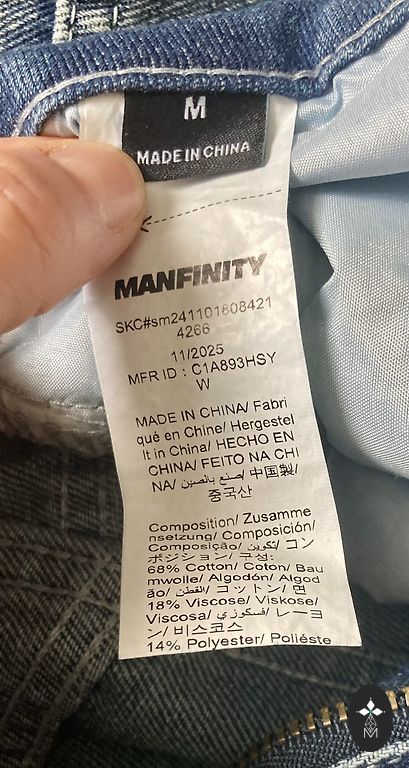 M
MADE IN CHINA
MANFINITY
SKC#sm241101808421
4266
11/2025
MFR ID : C1A893HSY
W
MADE IN CHINA/ Fabri
qué en Chine/ Hergestel
lt in China/ HECHO EN
CHINA/ FEITO NA CHI
NA/ صنع بالصين/ 中国製/
중국산
Composition/ Zusamme
nsetzung/ Composición/
Composição/ تكوين/ コン
ポジション/ 구성:
68% Cotton/ Coton/ Bau
mwolle/ Algodón/ Algod
ão/ القطن/ コットン/ 면
18% Viscose/ Viskose/
Viscosa/ فسكوزي/ レーヨ
ン/ 비스코스
14% Polyester/ Polyéste
M